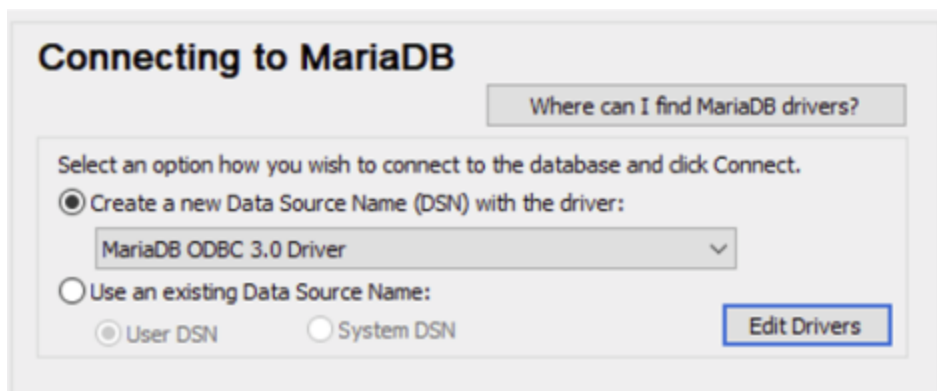 Connecting to MariaDB
Where can I find MariaDB drivers?
Select an option how you wish to connect to the database and click Connect.
Create a new Data Source Name (DSN) with the driver:
MariaDB ODBC 3.0 Driver
Use an existing Data Source Name:
User DSN System DSN
Edit Drivers